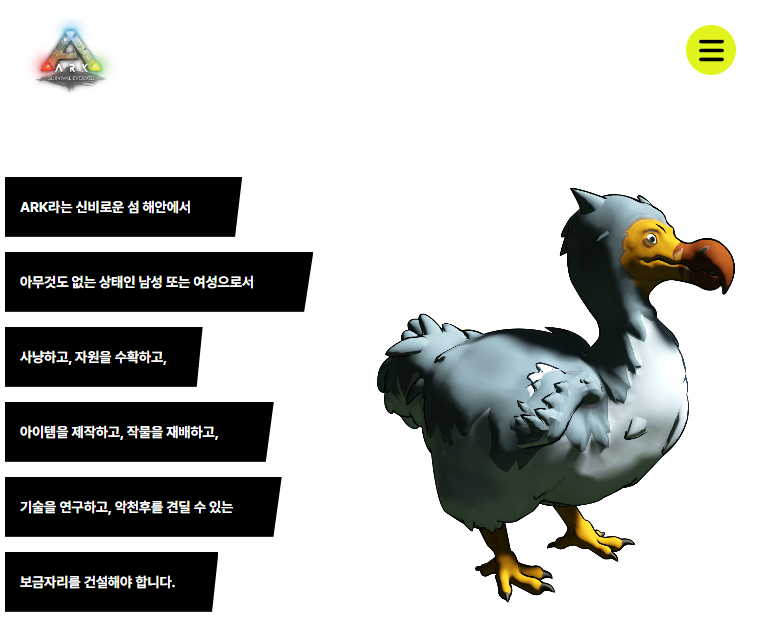 ARK
SURVIVAL EVOLVED
ARK라는 신비로운 섬 해안에서
아무것도 없는 상태인 남성 또는 여성으로서
사냥하고, 자원을 수확하고,
아이템을 제작하고, 작물을 재배하고,
기술을 연구하고, 악천후를 견딜 수 있는
보금자리를 건설해야 합니다.